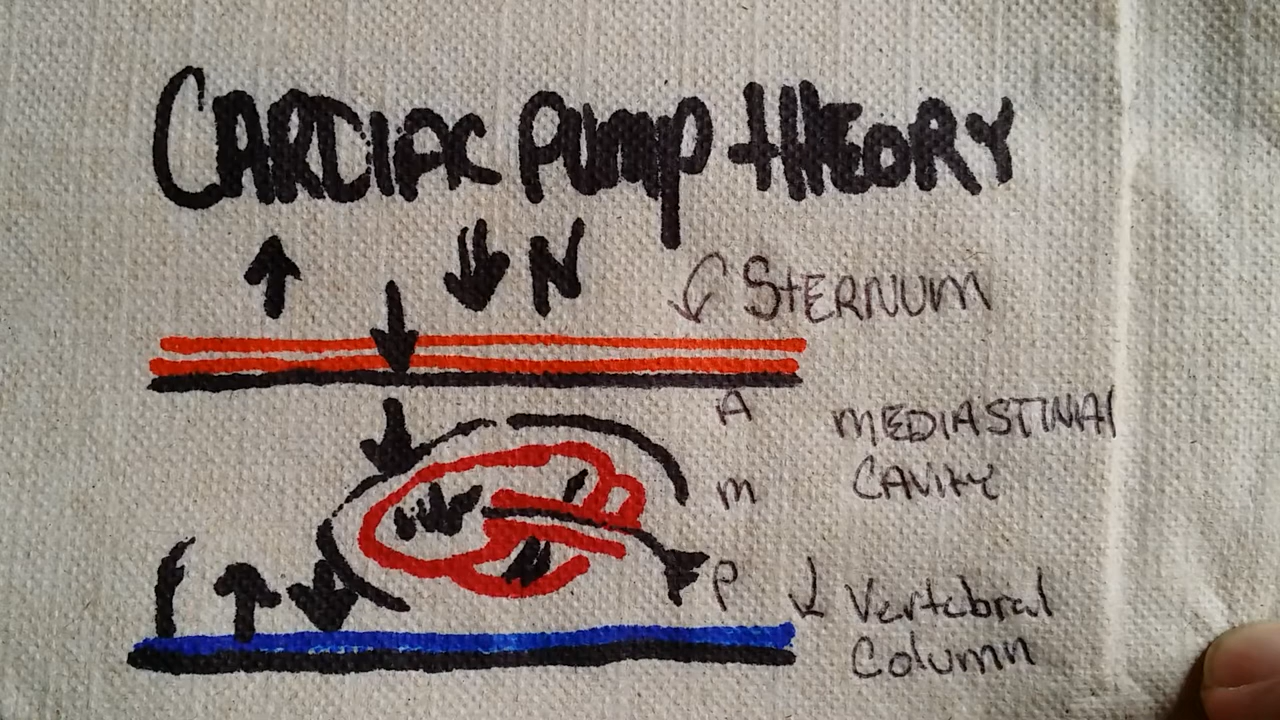 CARDIAC PUMP tHEORY
N
StERNUM
A
MEDIASTINAl
CAVITY
m
P
Vertebral
Column